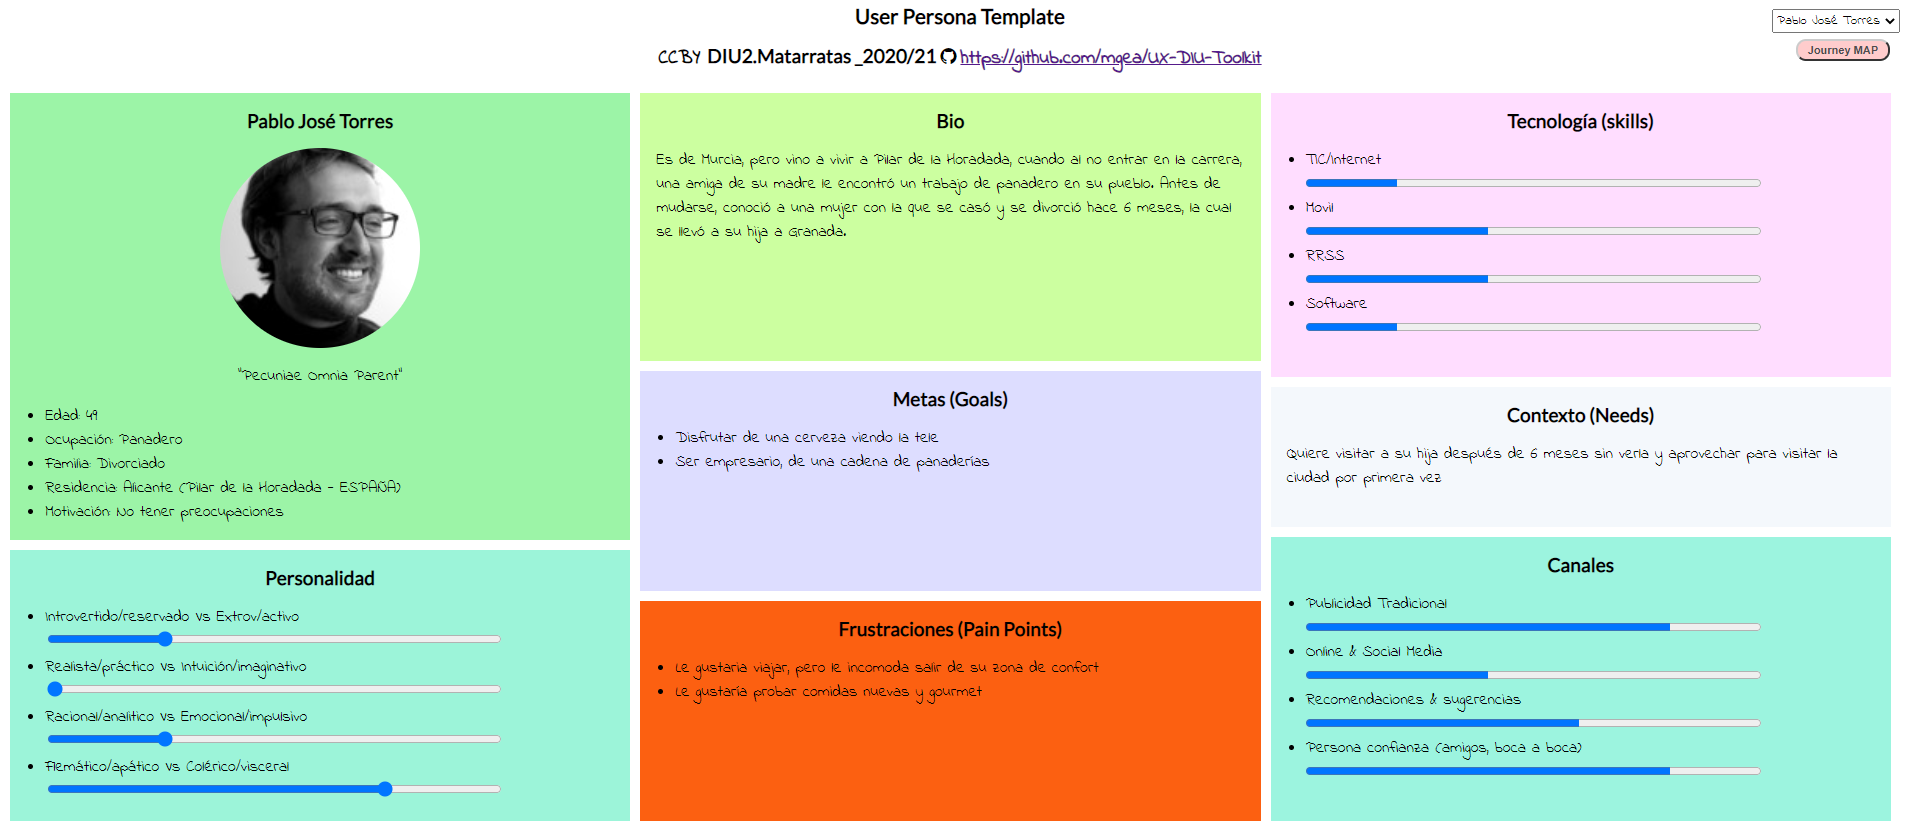 User Persona Template
Pablo José Torres
CCBY DIU2.Matarratas _2020/21 https://github.com/mgea/UX-DIU-Toolkit
Journey MAP
Pablo José Torres
"Pecuniae Omnia Parent"
Edad: 49
Ocupación: Panadero
Familia: Divorciado
Residencia: Alicante (Pilar de la Horadada - ESPAÑA)
Motivación: No tener preocupaciones
Personalidad
Introvertido/reservado Vs Extrov/activo
Realista/práctico Vs Intuición/imaginativo
Racional/analitico Vs Emocional/impulsivo
Flemático/apático Vs Colérico/visceral
Bio
Es de Murcia, pero vino a vivir a Pilar de la Horadada, cuando al no entrar en la carrera,
una amiga de su madre le encontró un trabajo de panadero en su pueblo. Antes de
mudarse, conoció a una mujer con la que se casó y se divorció hace 6 meses, la cual
se llevó a su hija a Granada.
Metas (Goals)
Disfrutar de una cerveza viendo la tele
Ser empresario, de una cadena de panaderías
Frustraciones (Pain Points)
Le gustaria viajar, pero le incomoda salir de su zona de confort
Le gustaría probar comidas nuevas y gourmet
Tecnología (skills)
TIC/Internet
Movil
RRSS
Software
Contexto (Needs)
Quiere visitar a su hija después de 6 meses sin verla y aprovechar para visitar la
ciudad por primera vez
Canales
Publicidad Tradicional
Online & Social Media
Recomendaciones & sugerencias
Persona confianza (amigos, boca a boca)